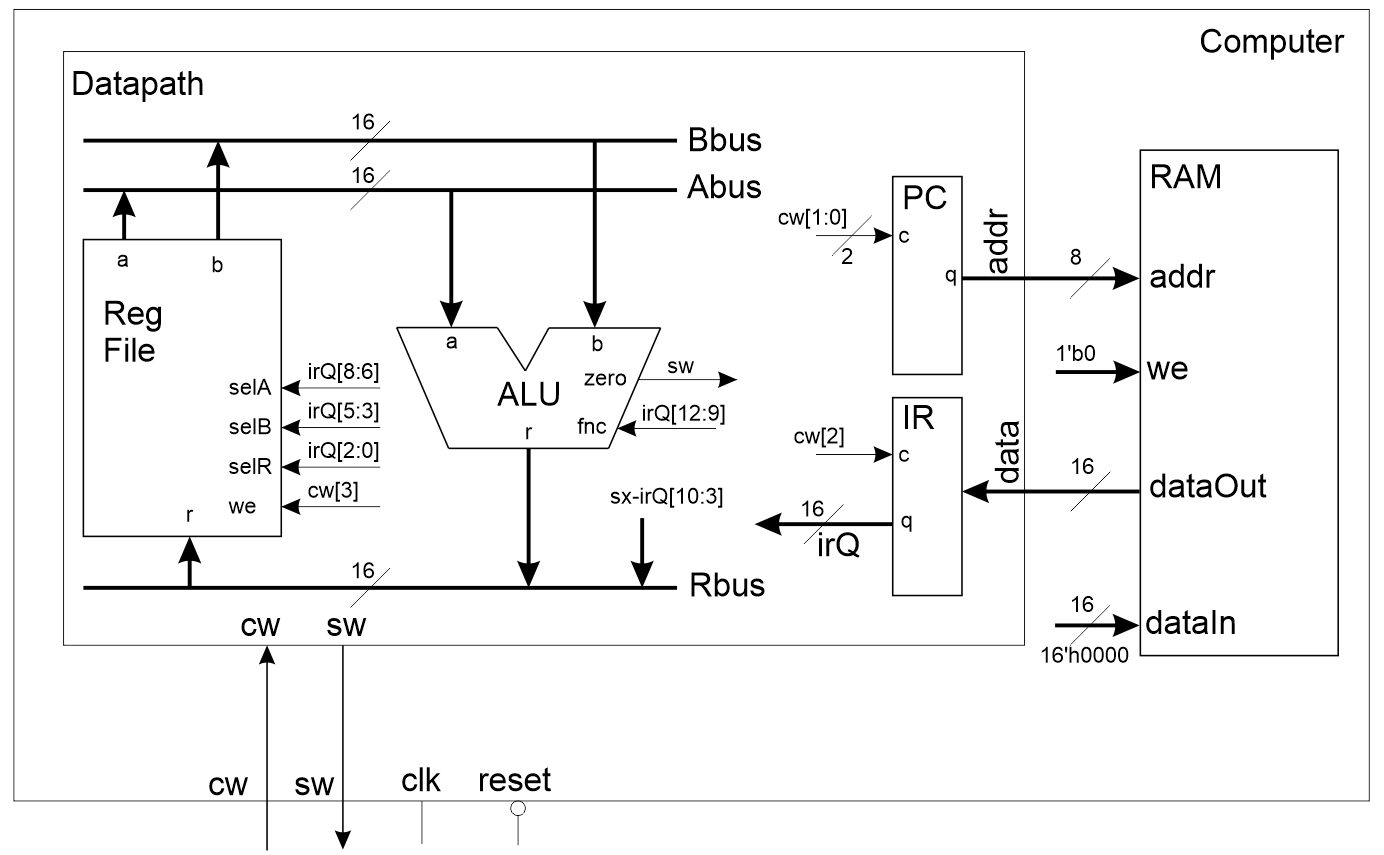 Computer
Datapath
16
Bbus
16
Abus
RAM
PC
cw[1:0]
c
2
addr
q
8
addr
a
b
Reg
File
a
b
1'b0
we
selA
irQ[8:6]
ALU
zero
sw
selB
irQ[5:3]
r
fnc
irQ[12:9]
IR
cw[2]
c
data
selR
irQ[2:0]
16
dataOut
we
cw[3]
sx-irQ[10:3]
r
16
q
irQ
16
Rbus
16
dataIn
16'h0000
cw
sw
cw
sw
clk
reset